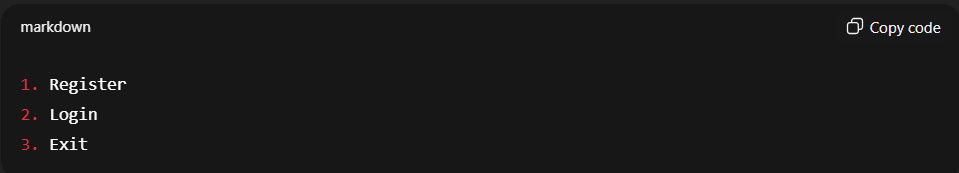 markdown
Copy code
1. Register
2. Login
3. Exit